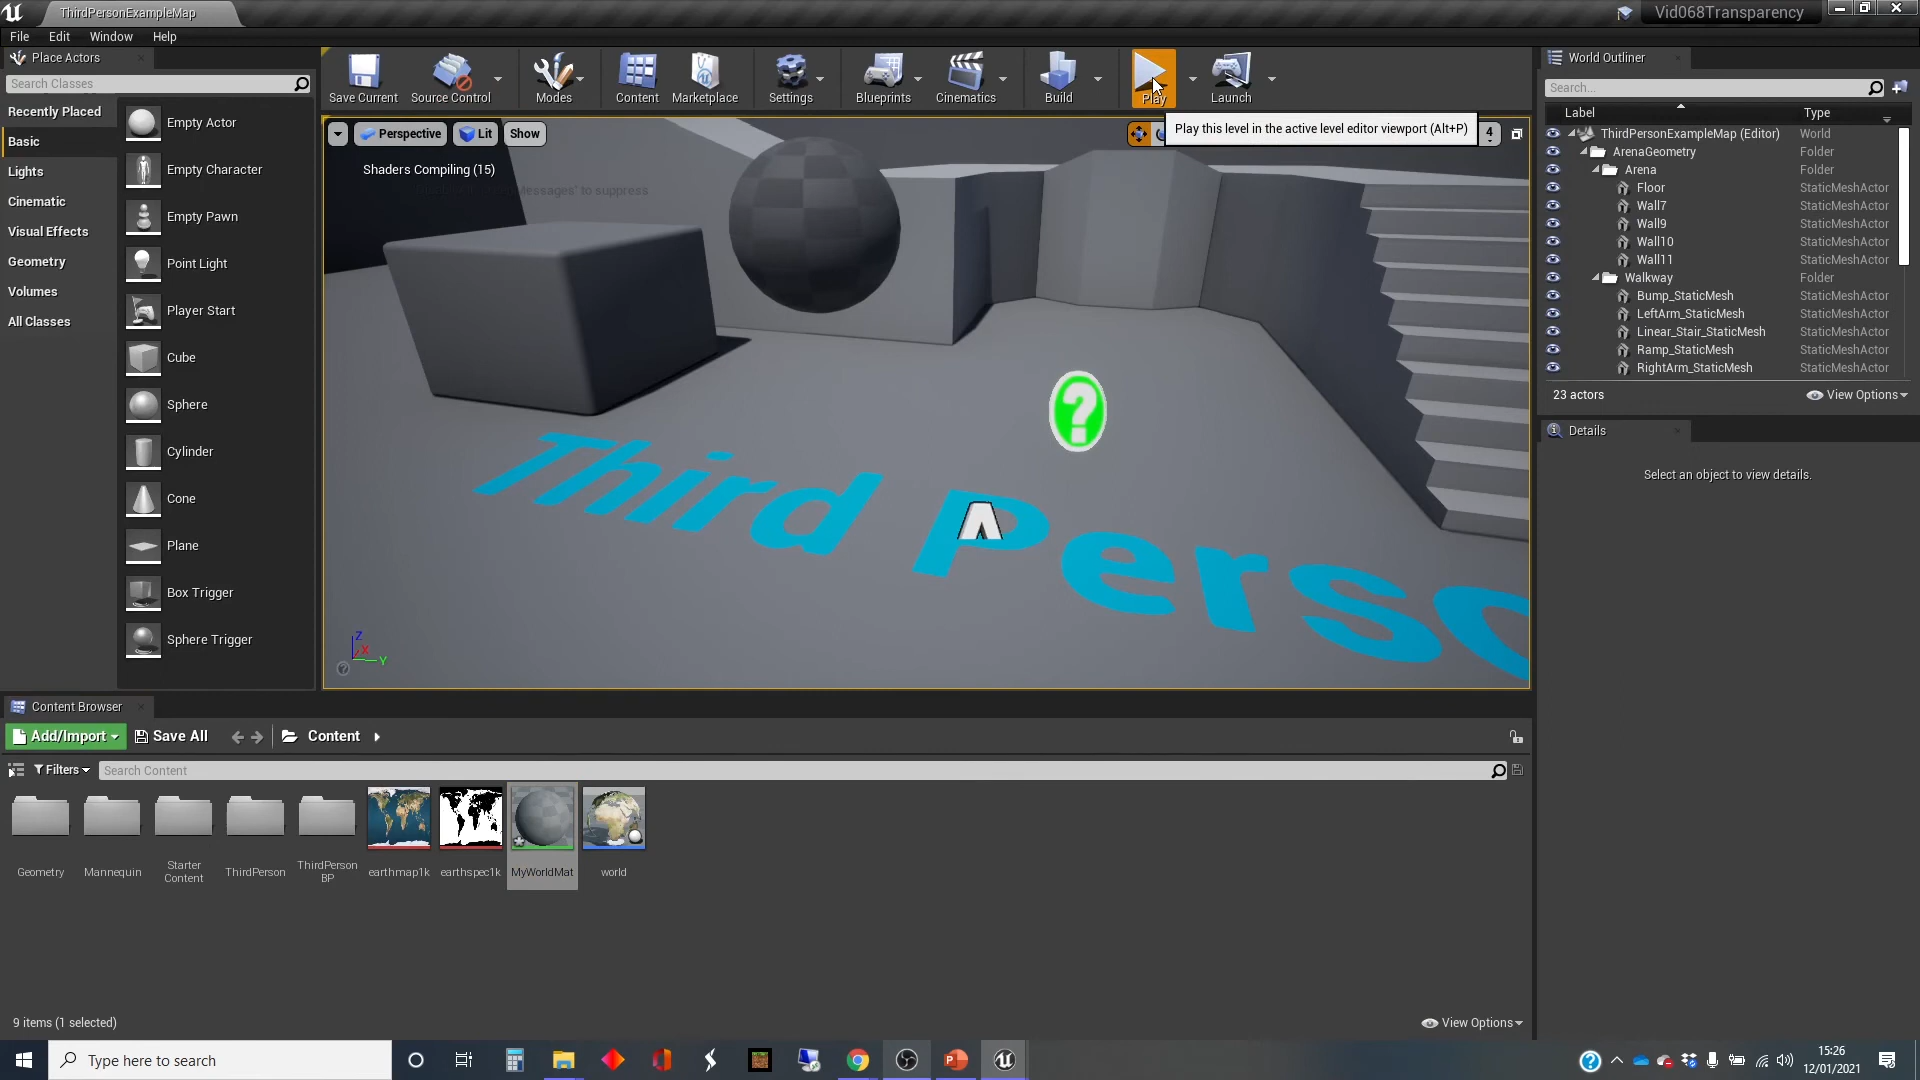 ThirdPersonExampleMap
Vid068Transparency
File Edit Window Help
Place Actors
Search Classes
Recently Placed
Basic
Lights
Cinematic
Visual Effects
Geometry
Volumes
All Classes
Empty Actor
Empty Character
Empty Pawn
Point Light
Player Start
Cube
Sphere
Cylinder
Cone
Plane
Box Trigger
Sphere Trigger
Save Current
Source Control
Modes
Content
Marketplace
Settings
Blueprints
Cinematics
Build
Play
Launch
Play this level in the active level editor viewport (Alt+P)
Perspective
Lit
Show
4
Shaders Compiling (15)
Messages' to suppress
?
Third Perso
Z
X
Y
World Outliner
Search...
Label Type
ThirdPersonExampleMap (Editor) World
ArenaGeometry Folder
Arena Folder
Floor StaticMeshActor
Wall7 StaticMeshActor
Wall9 StaticMeshActor
Wall10 StaticMeshActor
Wall11 StaticMeshActor
Walkway Folder
Bump_StaticMesh StaticMeshActor
LeftArm_StaticMesh StaticMeshActor
Linear_Stair_StaticMesh StaticMeshActor
Ramp_StaticMesh StaticMeshActor
RightArm_StaticMesh StaticMeshActor
23 actors
View Options
Details
Select an object to view details.
Content Browser
Add/Import
Save All
Content
Filters
Search Content
Geometry
Mannequin
Starter
Content
ThirdPerson
ThirdPerson
BP
earthmap1k
earthspec1k
MyWorldMat
world
9 items (1 selected)
View Options
Type here to search
15:26
12/01/2021